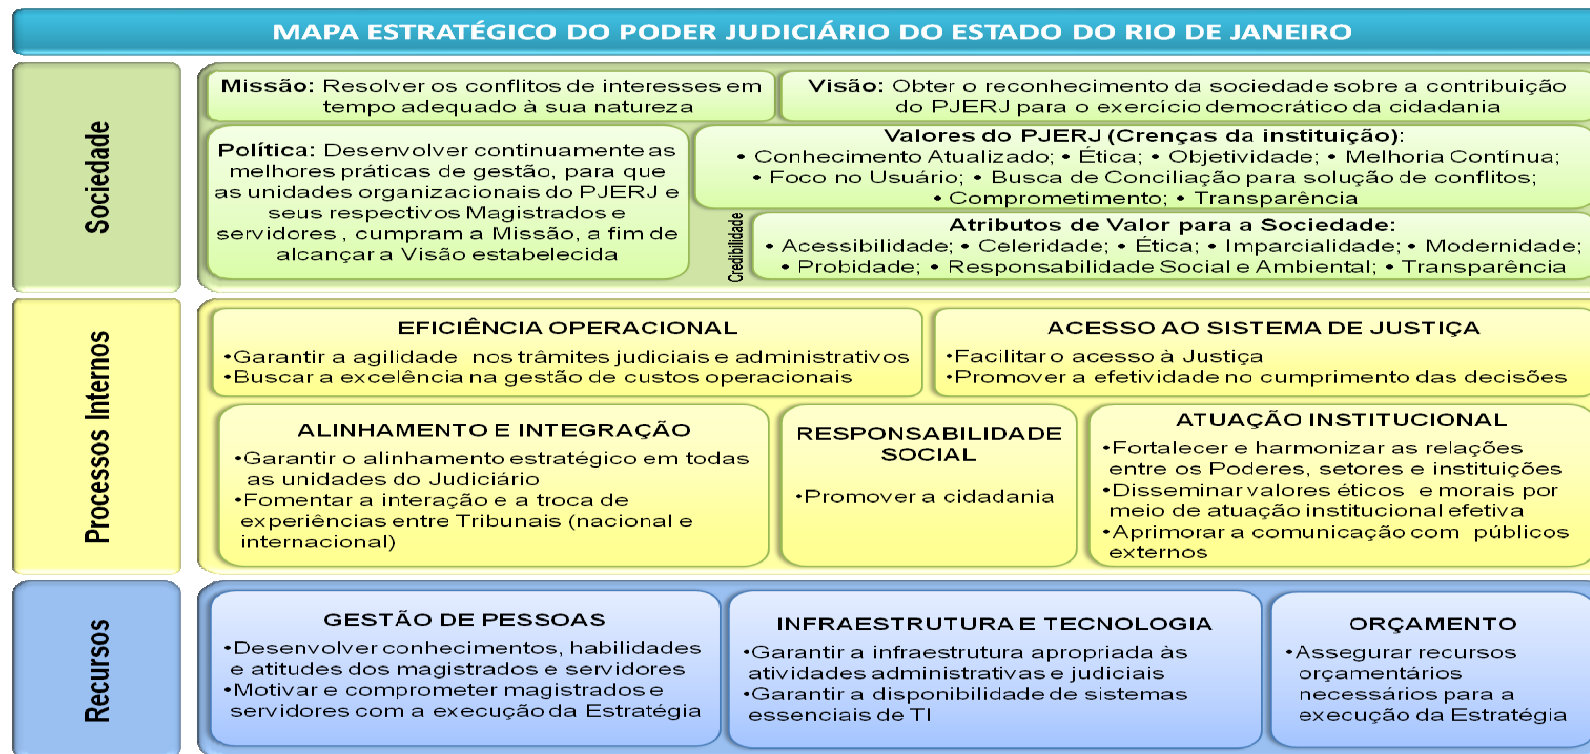 MAPA ESTRATÉGICO DO PODER JUDICIÁRIO DO ESTADO DO RIO DE JANEIRO
Sociedade
Missão: Resolver os conflitos de interesses em
tempo adequado à sua natureza
Visão: Obter o reconhecimento da sociedade sobre a contribuição
do PJERJ para o exercício democrático da cidadania
Política: Desenvolver continuamente as
melhores práticas de gestão, para que
as unidades organizacionais do PJERJ e
seus respectivos Magistrados e
servidores , cumpram a Missão, a fim de
alcançar a Visão estabelecida
Valores do PJERJ (Crenças da instituição):
• Conhecimento Atualizado; • Ética; • Objetividade; • Melhoria Contínua;
• Foco no Usuário; • Busca de Conciliação para solução de conflitos;
• Comprometimento; • Transparência
Credibilidade
Atributos de Valor para a Sociedade:
• Acessibilidade; • Celeridade; • Ética; • Imparcialidade; • Modernidade;
• Probidade; • Responsabilidade Social e Ambiental; • Transparência
Processos Internos
EFICIÊNCIA OPERACIONAL
•Garantir a agilidade nos trâmites judiciais e administrativos
•Buscar a excelência na gestão de custos operacionais
ACESSO AO SISTEMA DE JUSTIÇA
•Facilitar o acesso à Justiça
•Promover a efetividade no cumprimento das decisões
ALINHAMENTO E INTEGRAÇÃO
•Garantir o alinhamento estratégico em todas
as unidades do Judiciário
•Fomentar a interação e a troca de
experiências entre Tribunais (nacional e
internacional)
RESPONSABILIDADE
SOCIAL
•Promover a cidadania
ATUAÇÃO INSTITUCIONAL
•Fortalecer e harmonizar as relações
entre os Poderes, setores e instituições
•Disseminar valores éticos e morais por
meio de atuação institucional efetiva
•Aprimorar a comunicação com públicos
externos
Recursos
GESTÃO DE PESSOAS
•Desenvolver conhecimentos, habilidades
e atitudes dos magistrados e servidores
•Motivar e comprometer magistrados e
servidores com a execução da Estratégia
INFRAESTRUTURA E TECNOLOGIA
•Garantir a infraestrutura apropriada às
atividades administrativas e judiciais
•Garantir a disponibilidade de sistemas
essenciais de TI
ORÇAMENTO
•Assegurar recursos
orçamentários
necessários para a
execução da Estratégia